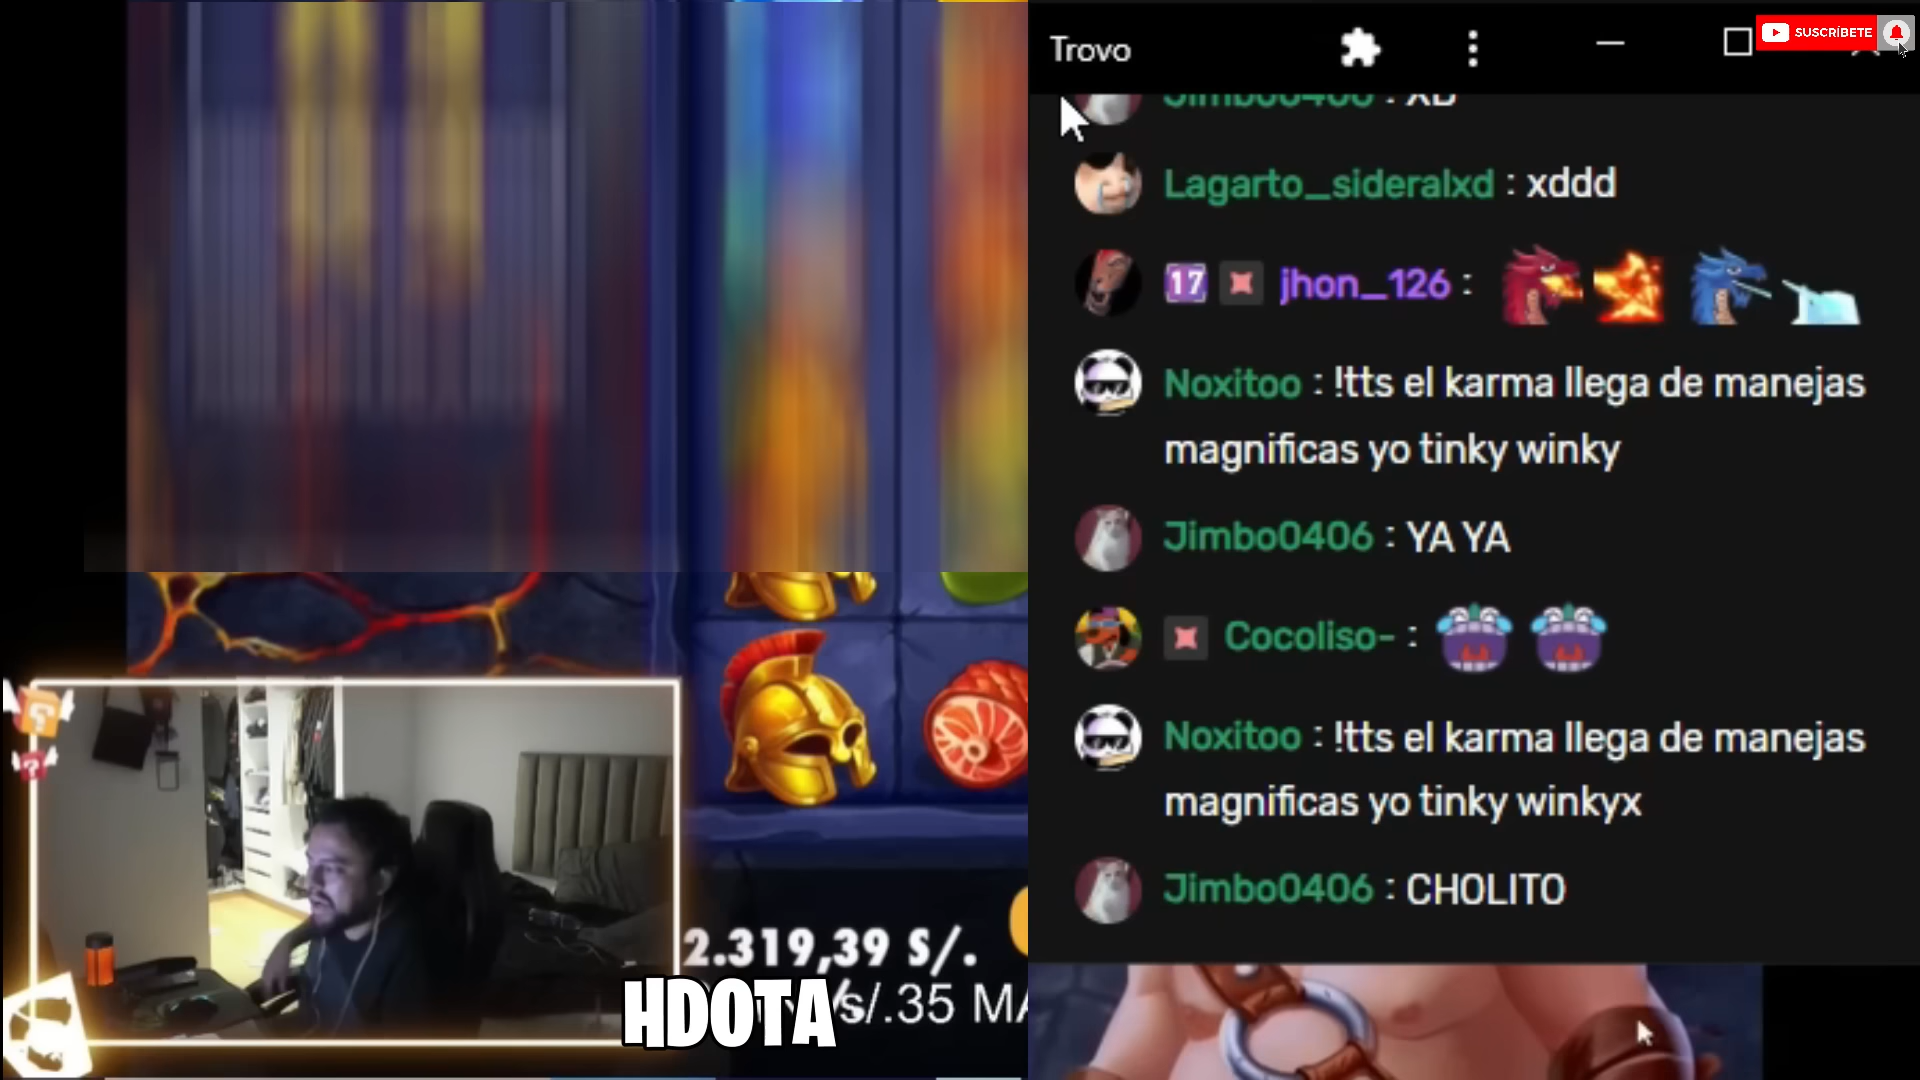 Trovo
SUSCRÍBETE
Jimbo0406 : XD
Lagarto_sideralxd : xddd
17 jhon_126 :
Noxitoo : !tts el karma llega de manejas
magnificas yo tinky winky
Jimbo0406 : YA YA
Cocoliso- :
Noxitoo : !tts el karma llega de manejas
magnificas yo tinky winkyx
Jimbo0406 : CHOLITO
2.319,39 S/.
HDOTA
s/.35 MA